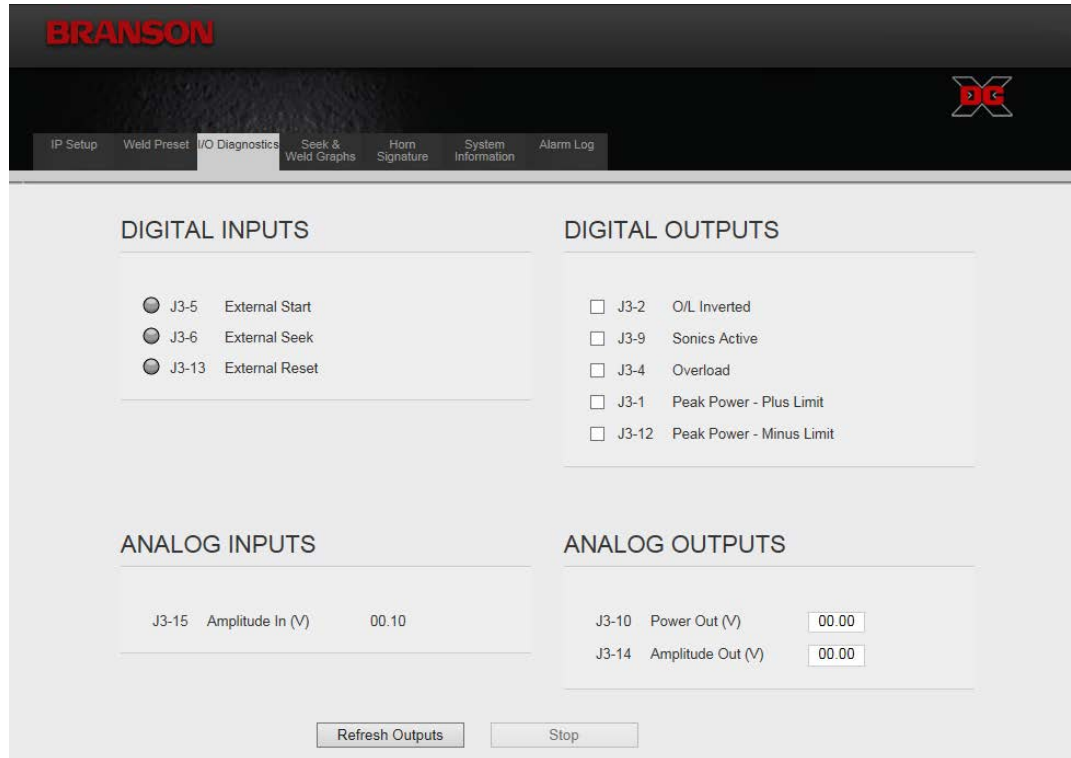 BRANSON
DG
IP Setup
Weld Preset
I/O Diagnostics
Seek &
Weld Graphs
Horn
Signature
System
Information
Alarm Log
DIGITAL INPUTS
J3-5 External Start
J3-6 External Seek
J3-13 External Reset
DIGITAL OUTPUTS
J3-2 O/L Inverted
J3-9 Sonics Active
J3-4 Overload
J3-1 Peak Power - Plus Limit
J3-12 Peak Power - Minus Limit
ANALOG INPUTS
J3-15 Amplitude In (V) 00.10
ANALOG OUTPUTS
J3-10 Power Out (V) 00.00
J3-14 Amplitude Out (V) 00.00
Refresh Outputs
Stop